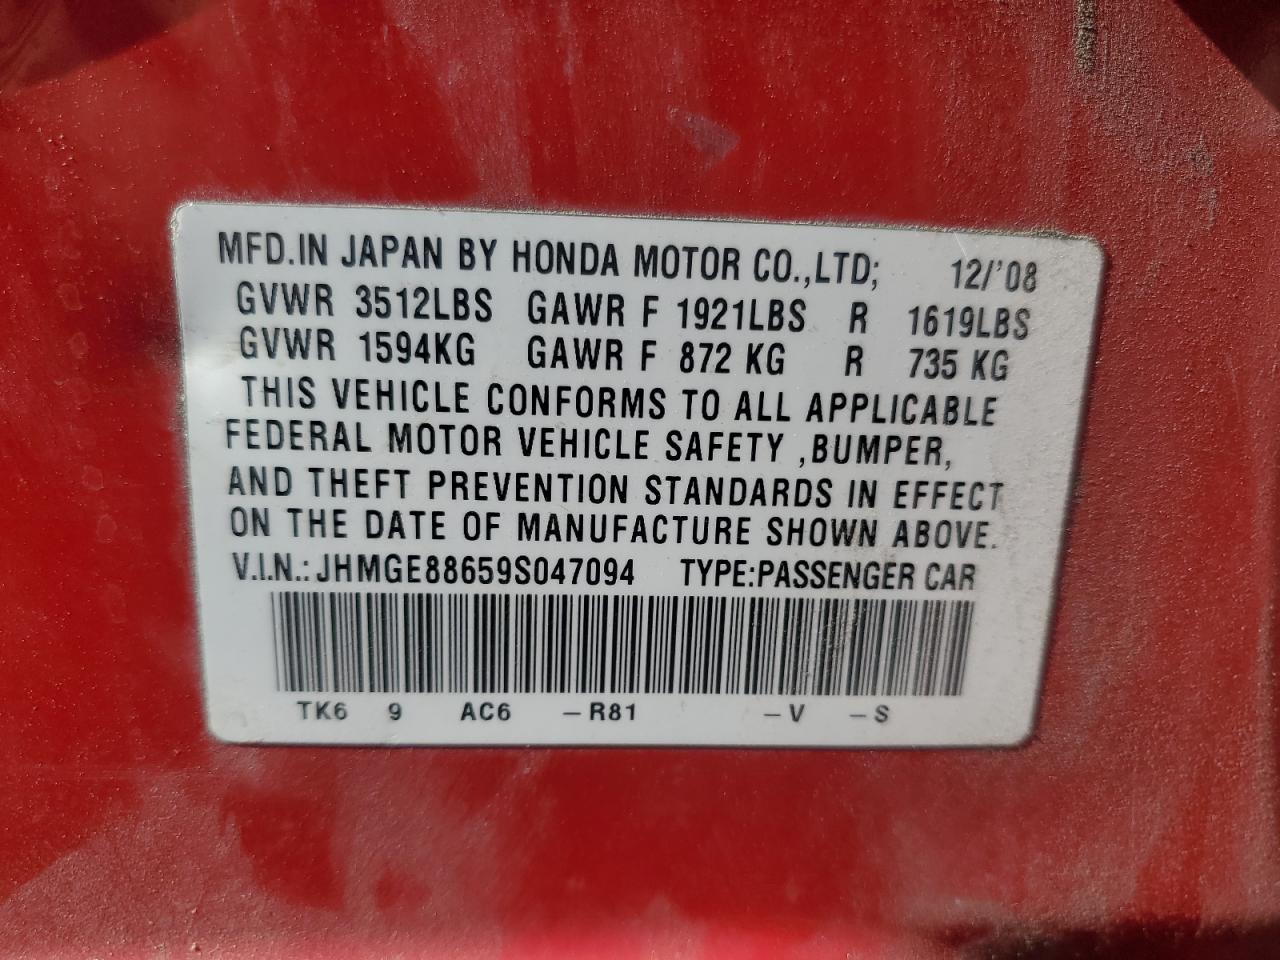 MFD.IN JAPAN BY HONDA MOTOR CO.,LTD; 12/'08
GVWR 3512LBS GAWR F 1921LBS R 1619LBS
GVWR 1594KG GAWR F 872 KG R 735 KG
THIS VEHICLE CONFORMS TO ALL APPLICABLE
FEDERAL MOTOR VEHICLE SAFETY ,BUMPER,
AND THEFT PREVENTION STANDARDS IN EFFECT
ON THE DATE OF MANUFACTURE SHOWN ABOVE.
V.I.N.: JHMGE88659S047094 TYPE:PASSENGER CAR
TK6 9 AC6 –R81 –V –S